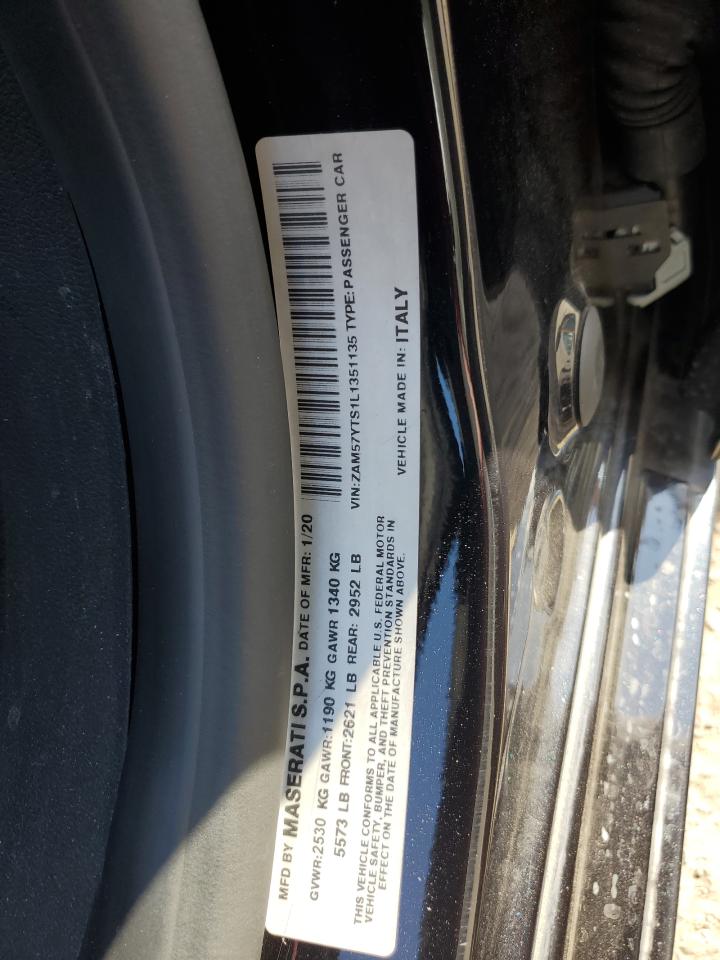 MFD BY MASERATI S.P.A. DATE OF MFR: 1/20
GVWR:2530 KG GAWR:1190 KG GAWR 1340 KG
5573 LB FRONT:2621 LB REAR: 2952 LB
THIS VEHICLE CONFORMS TO ALL APPLICABLE U.S. FEDERAL MOTOR
VEHICLE SAFETY, BUMPER, AND THEFT PREVENTION STANDARDS IN
EFFECT ON THE DATE OF MANUFACTURE SHOWN ABOVE.
VIN:ZAM57YTS1L1351135 TYPE:PASSENGER CAR
VEHICLE MADE IN: ITALY